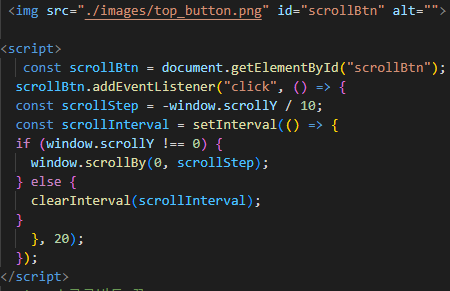 <img src="./images/top_button.png" id="scrollBtn" alt="">
<script>
const scrollBtn = document.getElementById("scrollBtn");
scrollBtn.addEventListener("click", () => {
const scrollStep = -window.scrollY / 10;
const scrollInterval = setInterval(() => {
if (window.scrollY !== 0) {
window.scrollBy(0, scrollStep);
} else {
clearInterval(scrollInterval);
}
}, 20);
});
</script>